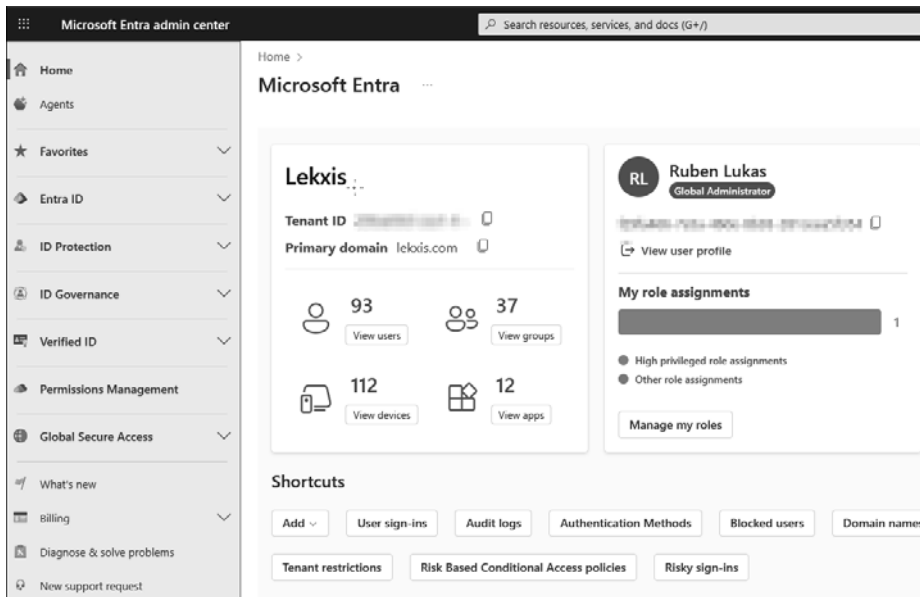 Microsoft Entra admin center
Search resources, services, and docs (G+/)
Home
Agents
Favorites
Entra ID
ID Protection
ID Governance
Verified ID
Permissions Management
Global Secure Access
What's new
Billing
Diagnose & solve problems
New support request
Home >
Microsoft Entra ...
Lekxis
Tenant ID
Primary domain lekxis.com
93
View users
37
View groups
112
View devices
12
View apps
RL
Ruben Lukas
Global Administrator
View user profile
My role assignments
1
High privileged role assignments
Other role assignments
Manage my roles
Shortcuts
Add
User sign-ins
Audit logs
Authentication Methods
Blocked users
Domain names
Tenant restrictions
Risk Based Conditional Access policies
Risky sign-ins